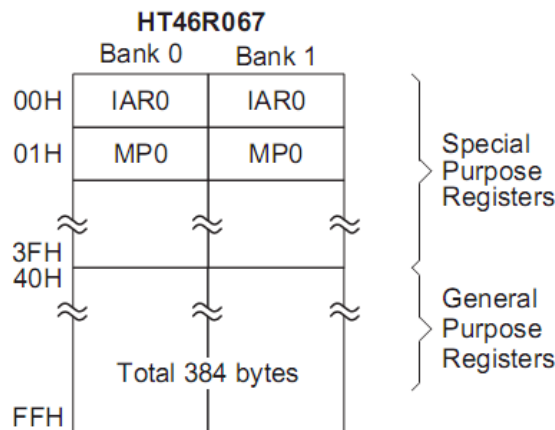 HT46R067
Bank 0 Bank 1
00H IAR0 IAR0
01H MP0 MP0
Special
Purpose
Registers
3FH
40H
General
Purpose
Registers
Total 384 bytes
FFH